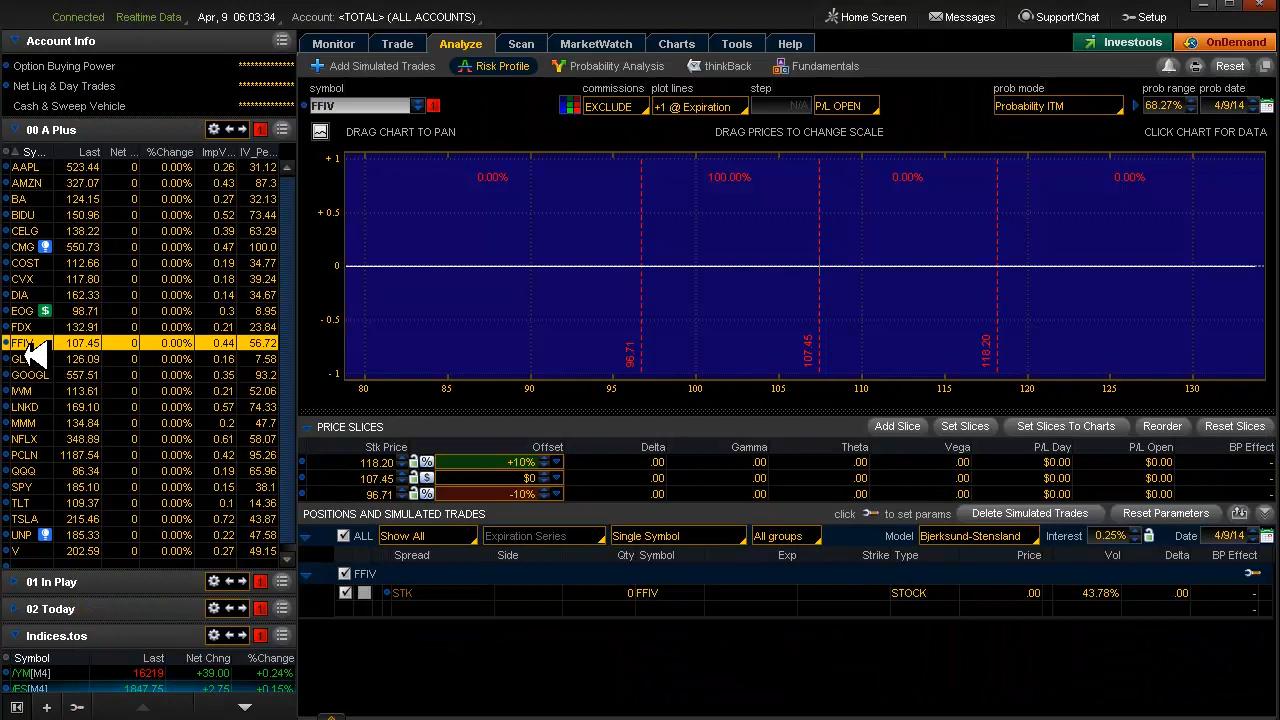 Connected Realtime Data Apr, 9 06:03:34 Account: <TOTAL> (ALL ACCOUNTS) Home Screen Messages Support/Chat Setup
Account Info
Option Buying Power **************
Net Liq & Day Trades **************
Cash & Sweep Vehicle **************
00 A Plus
Sy... Last Net ... %Change ImpV... IV_Pe...
AAPL 523.44 0 0.00% 0.26 31.12
AMZN 327.07 0 0.00% 0.43 87.3
BA 124.15 0 0.00% 0.27 32.13
BIDU 150.96 0 0.00% 0.52 73.44
CELG 138.22 0 0.00% 0.39 63.29
CMG 550.73 0 0.00% 0.47 100.0
COST 112.66 0 0.00% 0.19 34.77
CVX 117.80 0 0.00% 0.18 39.24
DIA 162.33 0 0.00% 0.14 34.67
EOG $ 98.71 0 0.00% 0.3 8.95
FDX 132.91 0 0.00% 0.21 23.84
FFIV 107.45 0 0.00% 0.44 56.72
126.09 0 0.00% 0.16 7.58
GOOGL 557.51 0 0.00% 0.35 93.2
IWM 113.61 0 0.00% 0.21 52.06
LNKD 169.10 0 0.00% 0.57 74.33
MMM 134.84 0 0.00% 0.2 47.7
NFLX 348.89 0 0.00% 0.61 58.07
PCLN 1187.54 0 0.00% 0.42 95.26
QQQ 86.34 0 0.00% 0.19 65.96
SPY 185.10 0 0.00% 0.15 38.1
TLT 109.37 0 0.00% 0.1 6.34
TSLA 215.46 0 0.00% 0.72 43.87
UNP 185.33 0 0.00% 0.22 47.58
V 202.59 0 0.00% 0.27 49.15
01 In Play
02 Today
Indices.tos
Symbol Last Net Chng %Change
/YM[M4] 16219 +39.00 +0.24%
/ES[M4] 1847.75 +2.75 +0.15%
Monitor Trade Analyze Scan MarketWatch Charts Tools Help Investools OnDemand
Add Simulated Trades Risk Profile Probability Analysis thinkBack Fundamentals Reset
symbol commissions plot lines step prob mode prob range prob date
FFIV EXCLUDE +1 @ Expiration N/A P/L OPEN Probability ITM 68.27% 4/9/14
DRAG CHART TO PAN DRAG PRICES TO CHANGE SCALE CLICK CHART FOR DATA
+ 1
0.00% 100.00% 0.00% 0.00%
+ 0.5
0
- 0.5
96.71 107.45 118.20
- 1
80 85 90 95 100 105 110 115 120 125 130
PRICE SLICES Add Slice Set Slices Set Slices To Charts Reorder Reset Slices
Stk Price Offset Delta Gamma Theta Vega P/L Day P/L Open BP Effect
118.20 % +10% .00 .00 .00 .00 $0.00 $0.00 -
107.45 $ $0 .00 .00 .00 .00 $0.00 $0.00 -
96.71 % -10% .00 .00 .00 .00 $0.00 $0.00 -
POSITIONS AND SIMULATED TRADES click to set params Delete Simulated Trades Reset Parameters
ALL Show All Expiration Series Single Symbol All groups Model Bjerksund-Stensland Interest 0.25% Date 4/9/14
Spread Side Qty Symbol Exp Strike Type Price Vol Delta BP Effect
FFIV -
STK 0 FFIV STOCK .00 43.78% .00 -
-